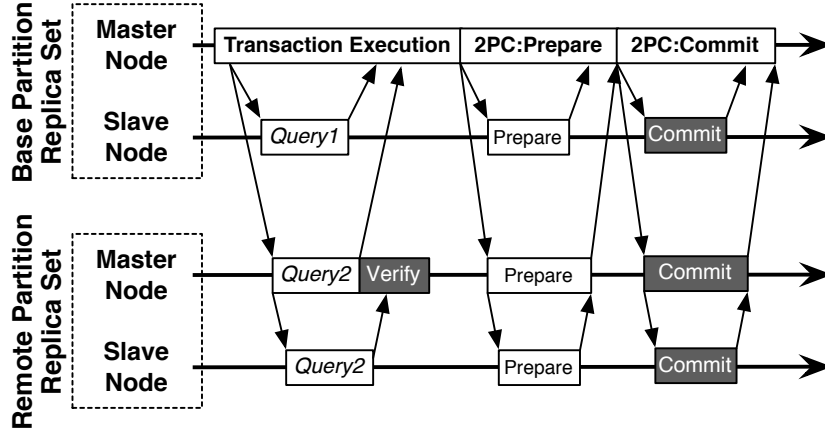 Base Partition
Replica Set
Master
Node
Transaction Execution
2PC:Prepare
2PC:Commit
Slave
Node
Query1
Prepare
Commit
Remote Partition
Replica Set
Master
Node
Query2
Verify
Prepare
Commit
Slave
Node
Query2
Prepare
Commit